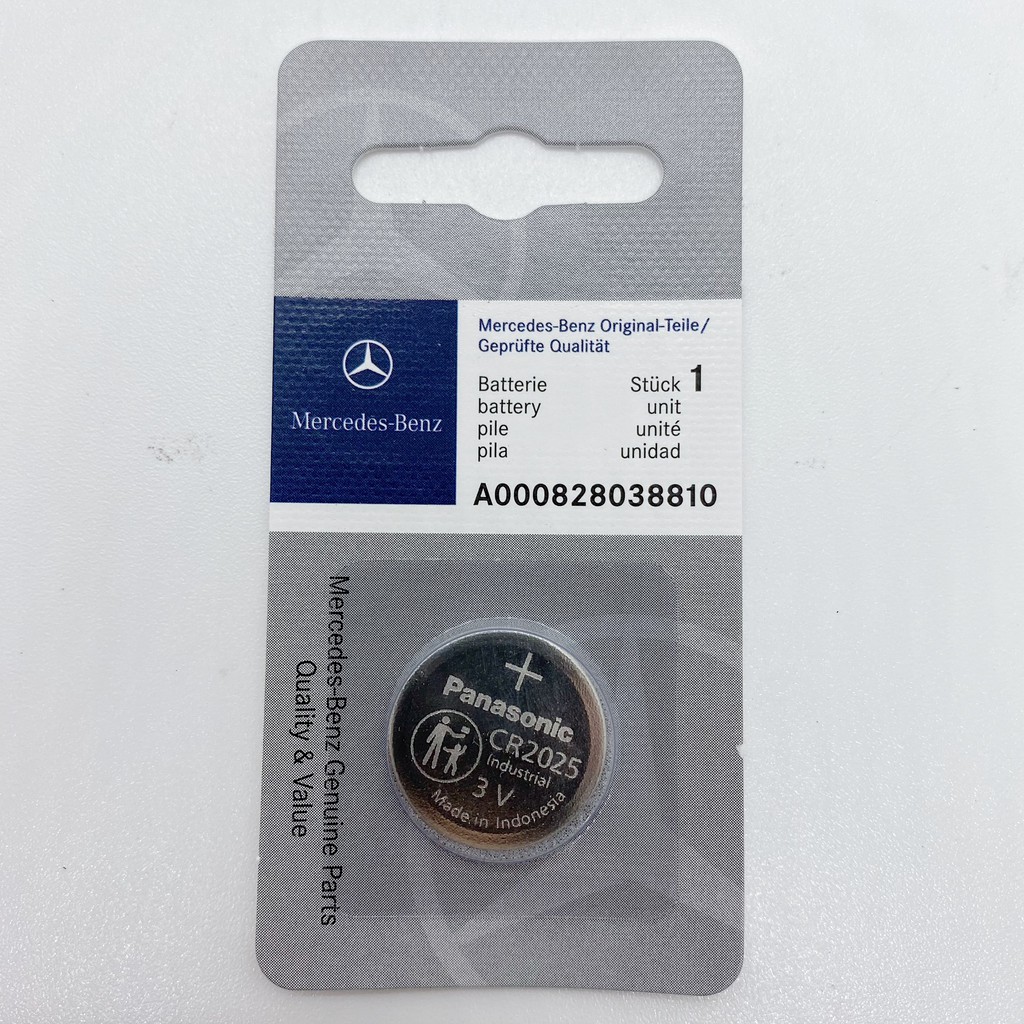 Mercedes-Benz
Mercedes-Benz Original-Teile/
Geprüfte Qualität
Batterie Stück 1
battery unit
pile unité
pila unidad
A000828038810
Mercedes-Benz Genuine Parts
Quality & Value
+
Panasonic
CR2025
Industrial
3 V
Made in Indonesia